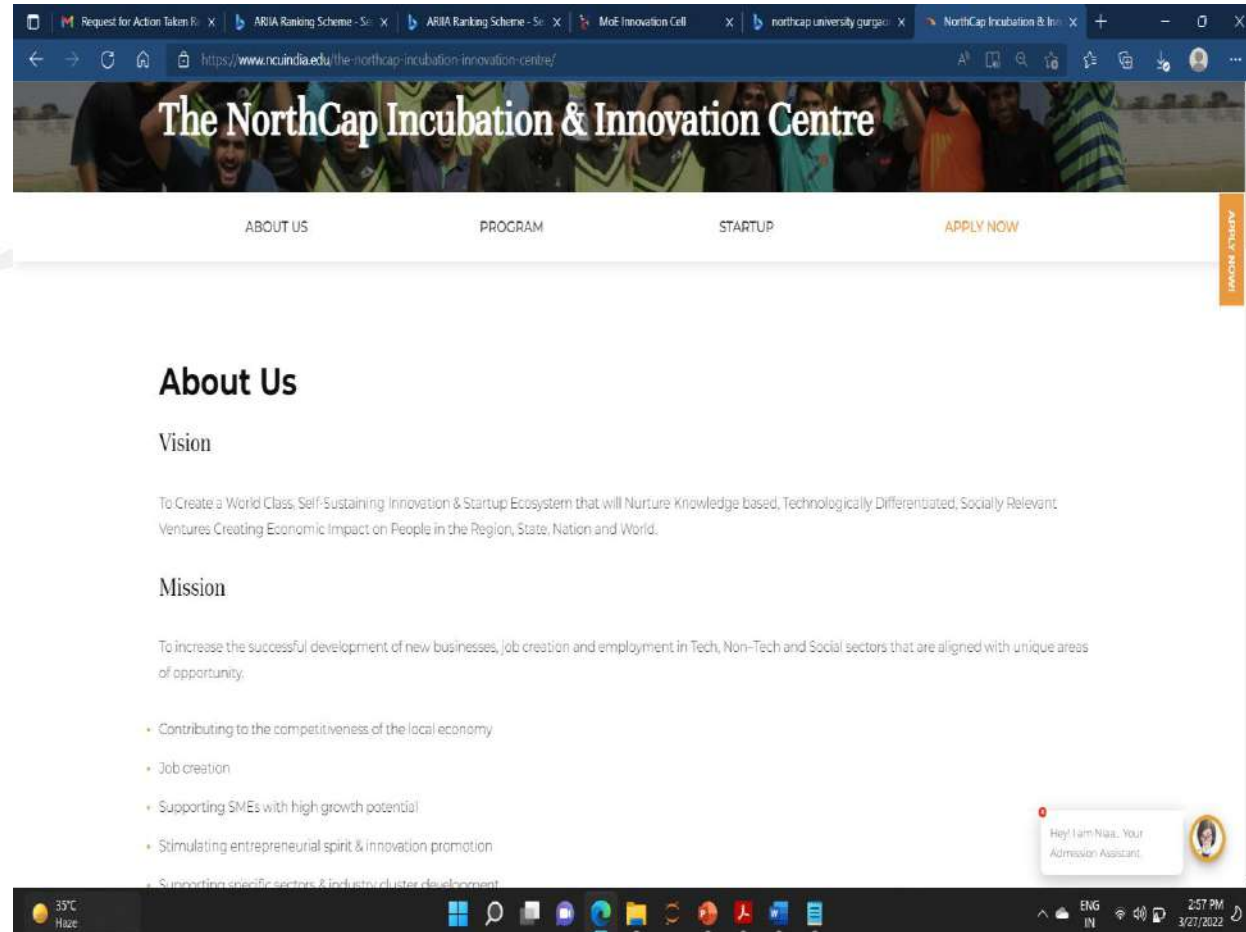 Request for Action Taken R
ARIIA Ranking Scheme - Se
ARIIA Ranking Scheme - Se
MoE Innovation Cell
northcap university gurgaon
NorthCap Incubation & Inn
https://www.ncuindia.edu/the-northcap-incubation-innovation-centre/
The NorthCap Incubation & Innovation Centre
ABOUT US
PROGRAM
STARTUP
APPLY NOW
APPLY NOW!
About Us
Vision
To Create a World Class, Self-Sustaining Innovation & Startup Ecosystem that will Nurture Knowledge based, Technologically Differentiated, Socially Relevant
Ventures Creating Economic Impact on People in the Region, State, Nation and World.
Mission
To increase the successful development of new businesses, job creation and employment in Tech, Non-Tech and Social sectors that are aligned with unique areas
of opportunity.
• Contributing to the competitiveness of the local economy
• Job creation
• Supporting SMEs with high growth potential
• Stimulating entrepreneurial spirit & innovation promotion
• Supporting specific sectors & industry cluster development
Hey! I am Niaa.. Your
Admission Assistant.
35°C
Haze
ENG
IN
2:57 PM
3/27/2022